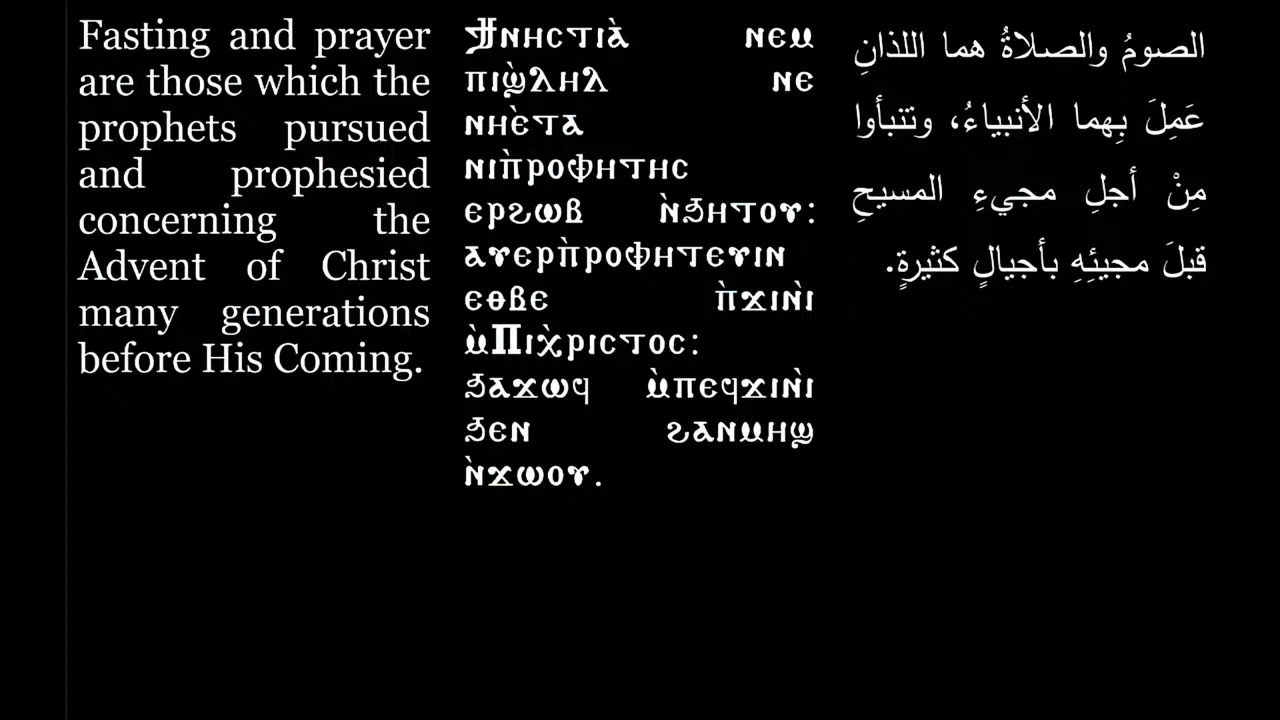 Fasting and prayer
are those which the
prophets pursued
and prophesied
concerning the
Advent of Christ
many generations
before His Coming.
Ϯⲛⲏⲥⲧⲓⲁ̀ ⲛⲉⲙ
ⲡⲓϣ̀ⲗⲏⲗ ⲛⲉ
ⲛⲏⲉ̀ⲧⲁ
ⲛⲓⲡ̀ⲣⲟⲫⲏⲧⲏⲥ
ⲉⲣϩⲱⲃ ⲛ̀ϧⲏⲧⲟⲩ:
ⲁⲩⲉⲣⲡ̀ⲣⲟⲫⲏⲧⲉⲩⲓⲛ
ⲉⲑⲃⲉ ⲡ̀ϫⲓⲛⲓ̀
ⲙ̀Ⲡⲓⲭ̀ⲣⲓⲥⲧⲟⲥ:
ϧⲁϫⲱϥ ⲙ̀ⲡⲉϥϫⲓⲛⲓ̀
ϧⲉⲛ ϩⲁⲛⲙⲏϣ
ⲛ̀ϫⲱⲟⲩ.
الصومُ والصلاةُ هما اللذانِ
عَمِلَ بِهما الأنبياءُ، وتنبأوا
مِنْ أجلِ مجيءِ المسيحِ
قبلَ مجيئِهِ بأجيالٍ كثيرةٍ.